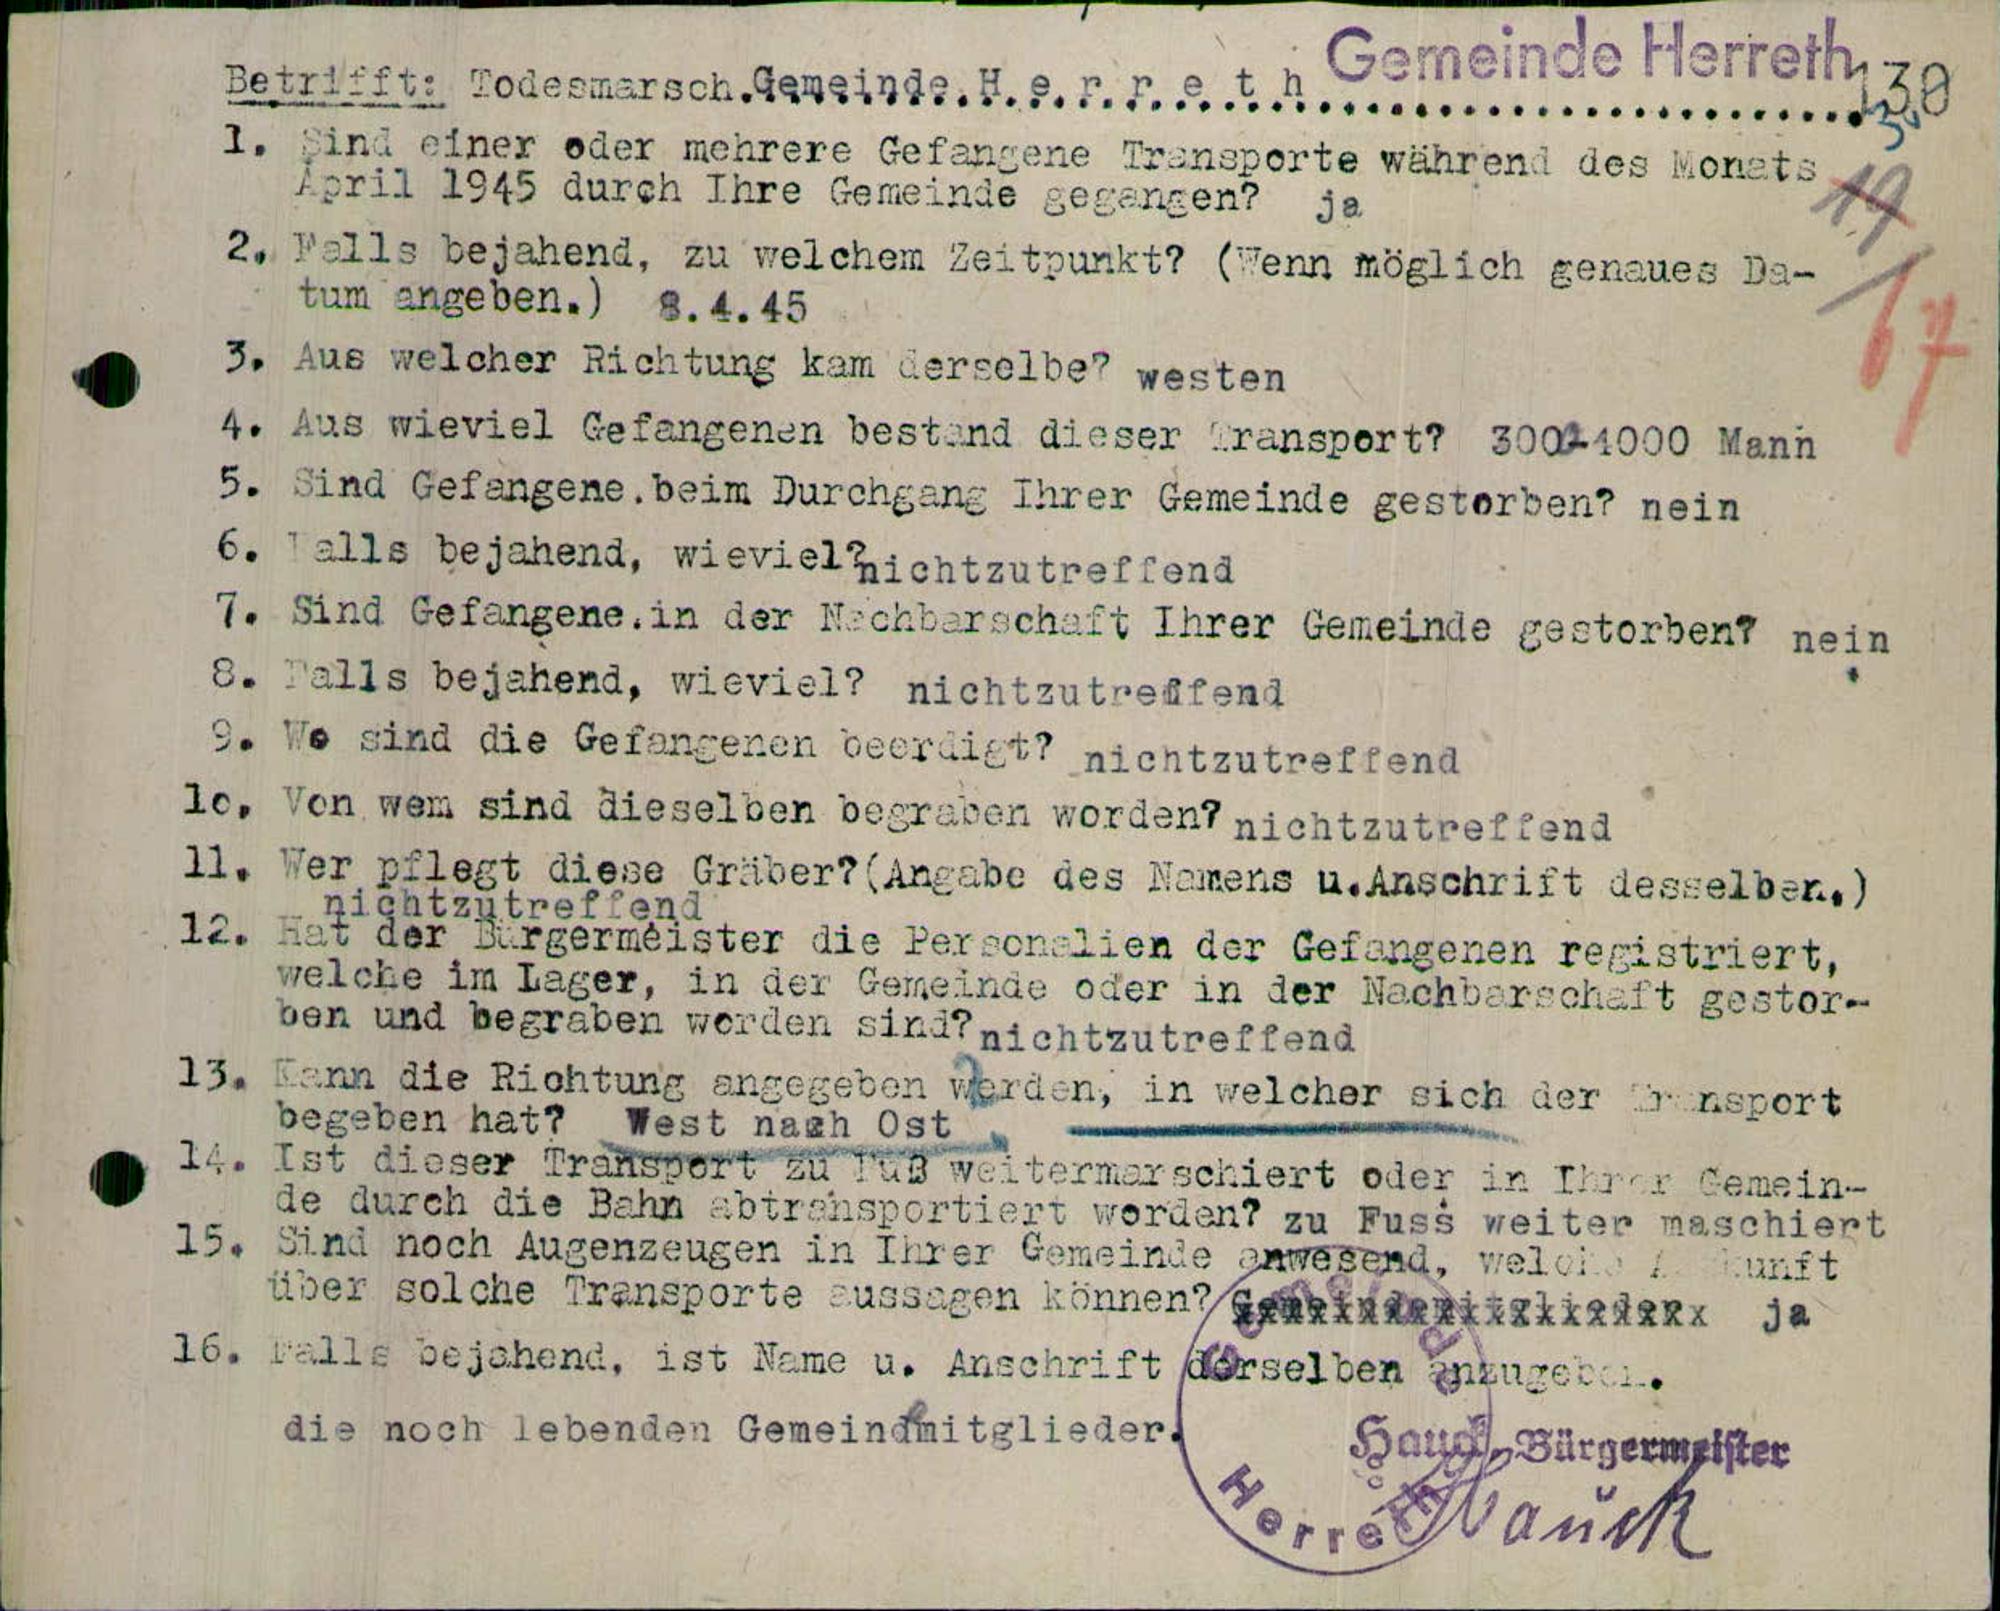 Gemeinde Herreth
Betrifft: Todesmarsch.Gemeinde H e r r e t h
130
1. Sind einer oder mehrere Gefangene Transporte während des Monats
April 1945 durch Ihre Gemeinde gegangen? ja
19
2. Falls bejahend, zu welchem Zeitpunkt? (Wenn möglich genaues Da-
tum angeben.) 8.4.45
67
3. Aus welcher Richtung kam derselbe? westen
4. Aus wieviel Gefangenen bestand dieser Transport? 300-1000 Mann
5. Sind Gefangene.beim Durchgang Ihrer Gemeinde gestorben? nein
6. Falls bejahend, wieviel?nichtzutreffend
7. Sind Gefangene.in der Nachbarschaft Ihrer Gemeinde gestorben? nein
8. Falls bejahend, wieviel? nichtzutreffend
9. Wo sind die Gefangenen beerdigt? nichtzutreffend
10. Von wem sind dieselben begraben worden? nichtzutreffend
11. Wer pflegt diese Gräber?(Angabe des Namens u.Anschrift desselben.)
nichtzutreffend
12. Hat der Bürgermeister die Personalien der Gefangenen registriert,
welche im Lager, in der Gemeinde oder in der Nachbarschaft gestor-
ben und begraben worden sind?nichtzutreffend
13. Kann die Richtung angegeben werden, in welcher sich der Transport
begeben hat? West nach Ost
14. Ist dieser Transport zu Fuß weitermarschiert oder in Ihrer Gemein-
de durch die Bahn abtransportiert worden? zu Fuss weiter maschiert
15. Sind noch Augenzeugen in Ihrer Gemeinde anwesend, welche Auskunft
über solche Transporte aussagen können? Gemeindemitglieder ja
16. Falls bejahend, ist Name u. Anschrift derselben anzugeben.
die noch lebenden Gemeindemitglieder.
Hauck, Bürgermeister
Hauck
Gemeinde Herreth